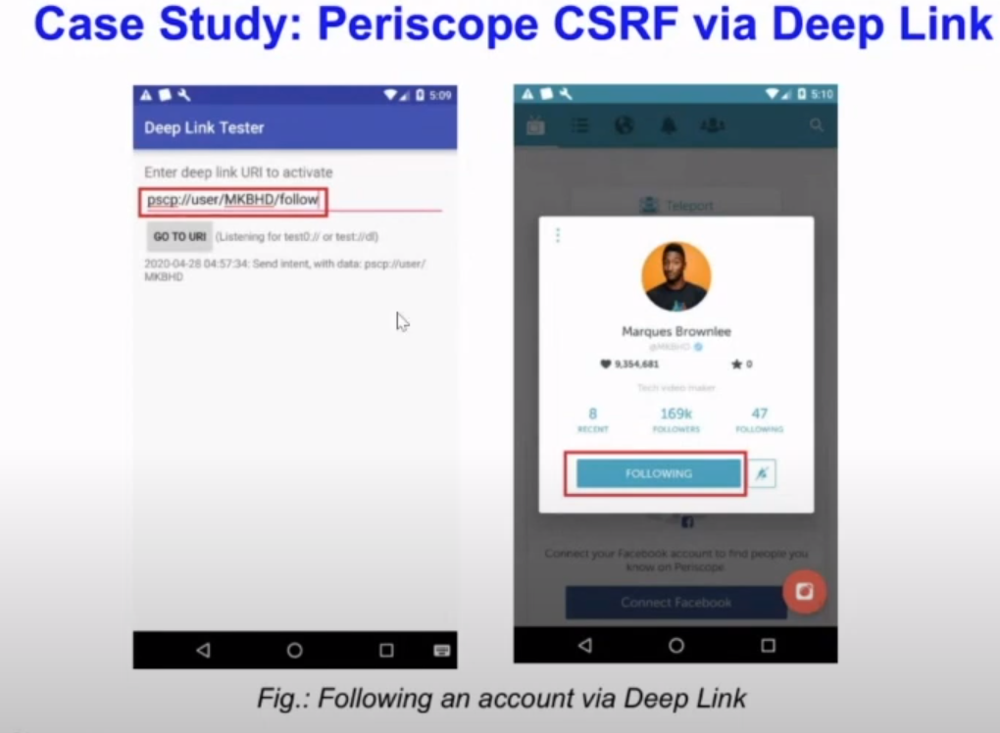 Case Study: Periscope CSRF via Deep Link
5:09
Deep Link Tester
Enter deep link URI to activate
pscp://user/MKBHD/follow
GO TO URI (Listening for test0:// or test://dl)
2020-04-28 04:57:34: Send intent, with data: pscp://user/
MKBHD
5:10
Teleport
Marques Brownlee
@MKBHD
9,354,681 0
Tech video maker
8 169k 47
RECENT FOLLOWERS FOLLOWING
FOLLOWING
Connect your Facebook account to find people you
know on Periscope
Connect Facebook
Fig.: Following an account via Deep Link